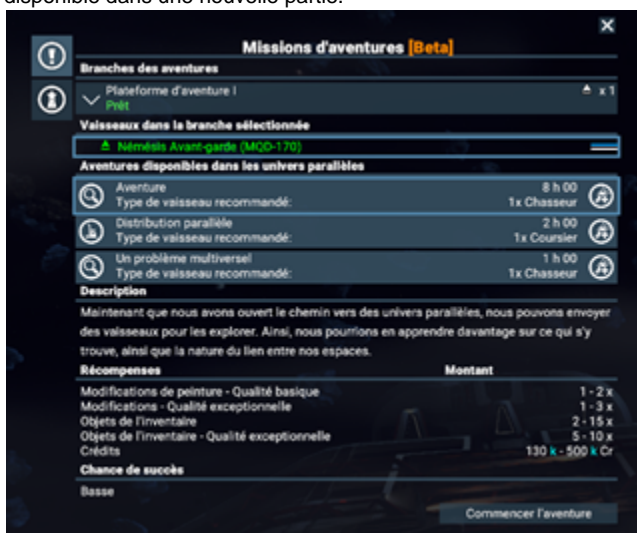 disponible dans une nouvelle partie.
Missions d'aventures [Beta]
Branches des aventures
Plateforme d'aventure I x 1
Prêt
Vaisseaux dans la branche sélectionnée
Némésis Avant-garde (MQD-170)
Aventures disponibles dans les univers parallèles
Aventure 8 h 00
Type de vaisseau recommandé: 1x Chasseur
Distribution parallèle 2 h 00
Type de vaisseau recommandé: 1x Coursier
Un problème multiversel 1 h 00
Type de vaisseau recommandé: 1x Chasseur
Description
Maintenant que nous avons ouvert le chemin vers des univers parallèles, nous pouvons envoyer
des vaisseaux pour les explorer. Ainsi, nous pourrions en apprendre davantage sur ce qui s'y
trouve, ainsi que la nature du lien entre nos espaces.
Récompenses Montant
Modifications de peinture - Qualité basique 1 - 2 x
Modifications - Qualité exceptionnelle 1 - 3 x
Objets de l'inventaire 2 - 15 x
Objets de l'inventaire - Qualité exceptionnelle 5 - 10 x
Crédits 130 k - 500 k Cr
Chance de succès
Basse
Commencer l'aventure